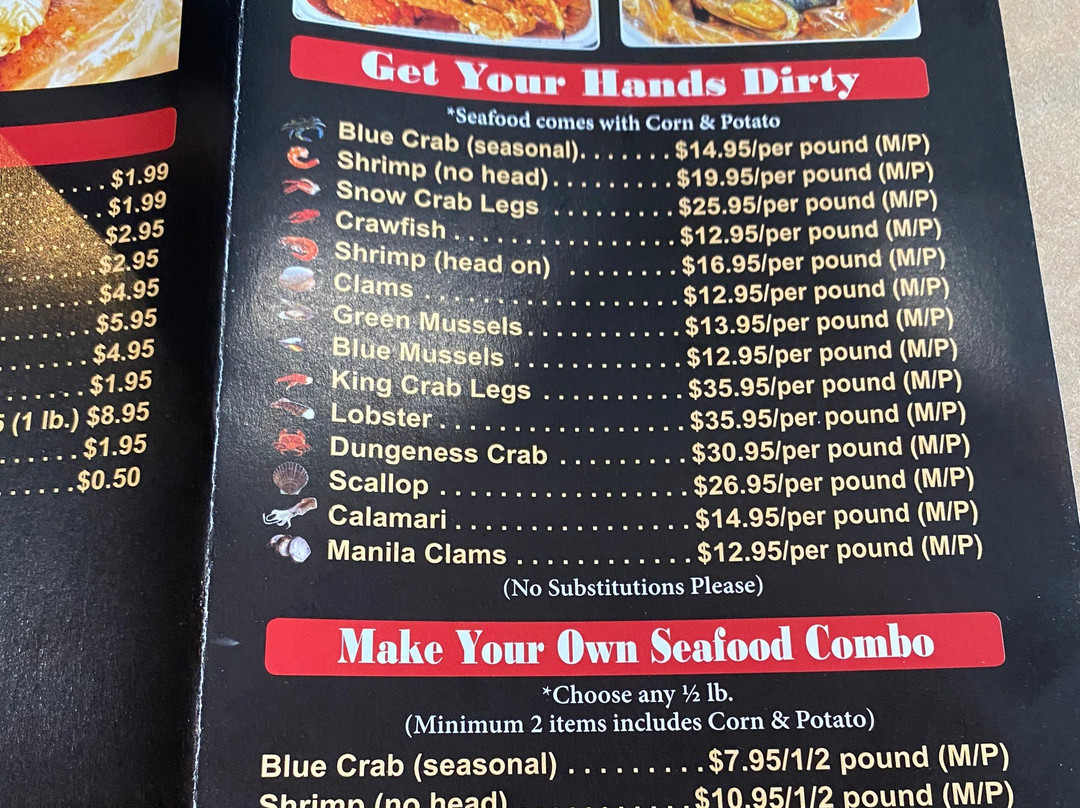 $1.99
$1.99
$2.95
$2.95
$4.95
$5.95
$4.95
$1.95
(1 lb.) $8.95
$1.95
$0.50
Get Your Hands Dirty
*Seafood comes with Corn & Potato
Blue Crab (seasonal). . . . . . . $14.95/per pound (M/P)
Shrimp (no head). . . . . . . . . $19.95/per pound (M/P)
Snow Crab Legs . . . . . . . . . $25.95/per pound (M/P)
Crawfish . . . . . . . . . . . . . . . . $12.95/per pound (M/P)
Shrimp (head on) . . . . . . . . $16.95/per pound (M/P)
Clams . . . . . . . . . . . . . . . . . . $12.95/per pound (M/P)
Green Mussels. . . . . . . . . . . $13.95/per pound (M/P)
Blue Mussels . . . . . . . . . . . . $12.95/per pound (M/P)
King Crab Legs . . . . . . . . . . $35.95/per pound (M/P)
Lobster . . . . . . . . . . . . . . . . . $35.95/per pound (M/P)
Dungeness Crab . . . . . . . . . $30.95/per pound (M/P)
Scallop . . . . . . . . . . . . . . . . . $26.95/per pound (M/P)
Calamari . . . . . . . . . . . . . . . . $14.95/per pound (M/P)
Manila Clams . . . . . . . . . . . . $12.95/per pound (M/P)
(No Substitutions Please)
Make Your Own Seafood Combo
*Choose any ½ lb.
(Minimum 2 items includes Corn & Potato)
Blue Crab (seasonal) . . . . . . . . . $7.95/1/2 pound (M/P)
Shrimp (no head) . . . . . . . . . . . . $10.95/1/2 pound (M/P)